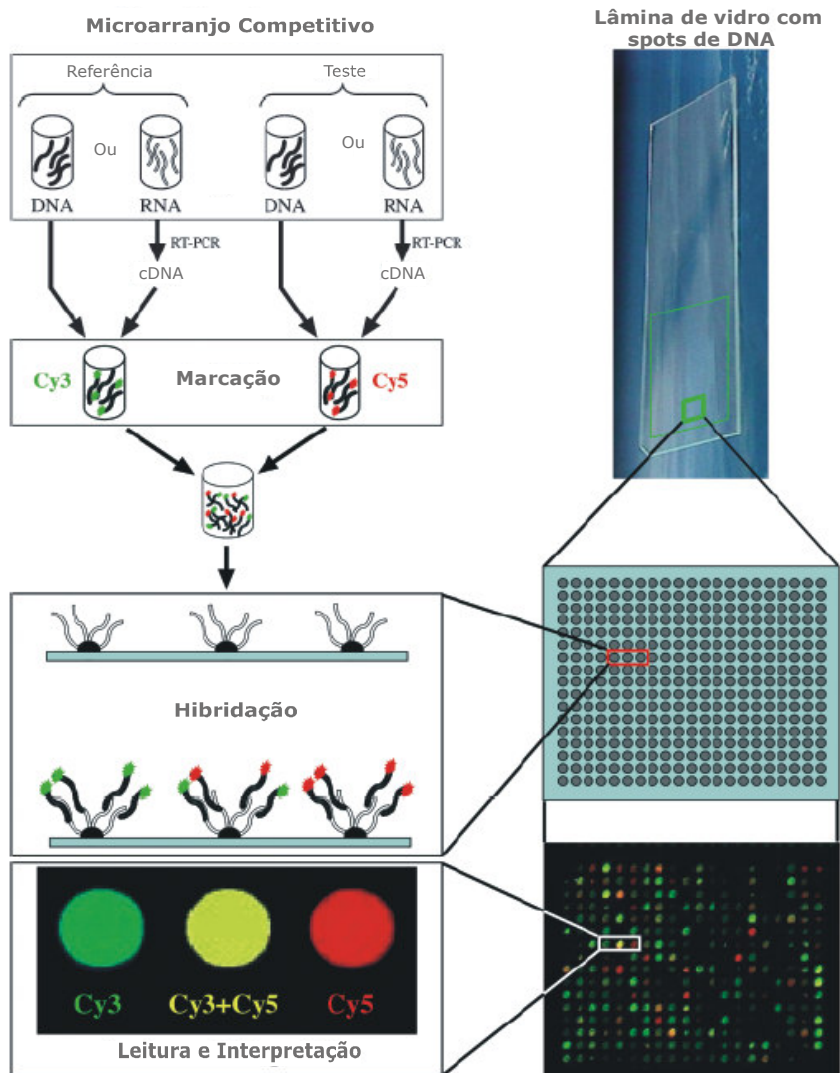 Microarranjo Competitivo
Referência
Teste
Ou
Ou
DNA
RNA
DNA
RNA
RT-PCR
RT-PCR
cDNA
cDNA
Cy3
Marcação
Cy5
Hibridação
Cy3
Cy3+Cy5
Cy5
Leitura e Interpretação
Lâmina de vidro com
spots de DNA